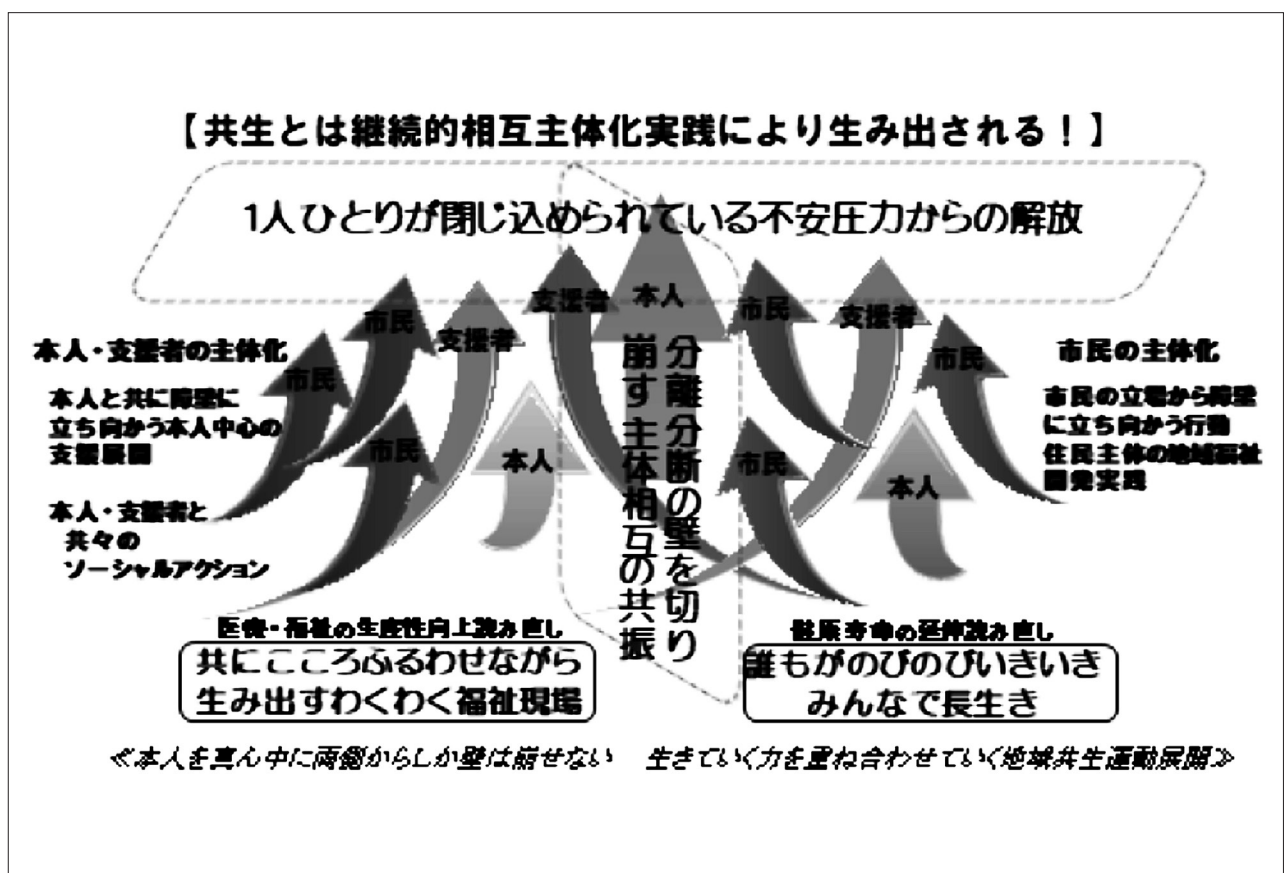 【共生とは継続的相互主体化実践により生み出される！】
1人ひとりが閉じ込められている不安圧力からの解放
本人・支援者の主体化
本人と共に障壁に
立ち向かう本人中心の
支援展開
本人・支援者と
共々の
ソーシャルアクション
市民
市民
支援者
市民
本人
支援者
本人
分離分断の壁を切り
崩す主体相互の共振
市民
支援者
市民
市民
本人
市民の主体化
市民の立場から障壁
に立ち向かう行動
住民主体の地域福祉
開発実践
医療・福祉の生産性向上読み直し
共にこころふるわせながら
生み出すわくわく福祉現場
健康寿命の延伸読み直し
誰もがのびのびいきいき
みんなで長生き
≪本人を真ん中に両側からしか壁は崩せない　生きていく力を重ね合わせていく地域共生運動展開≫